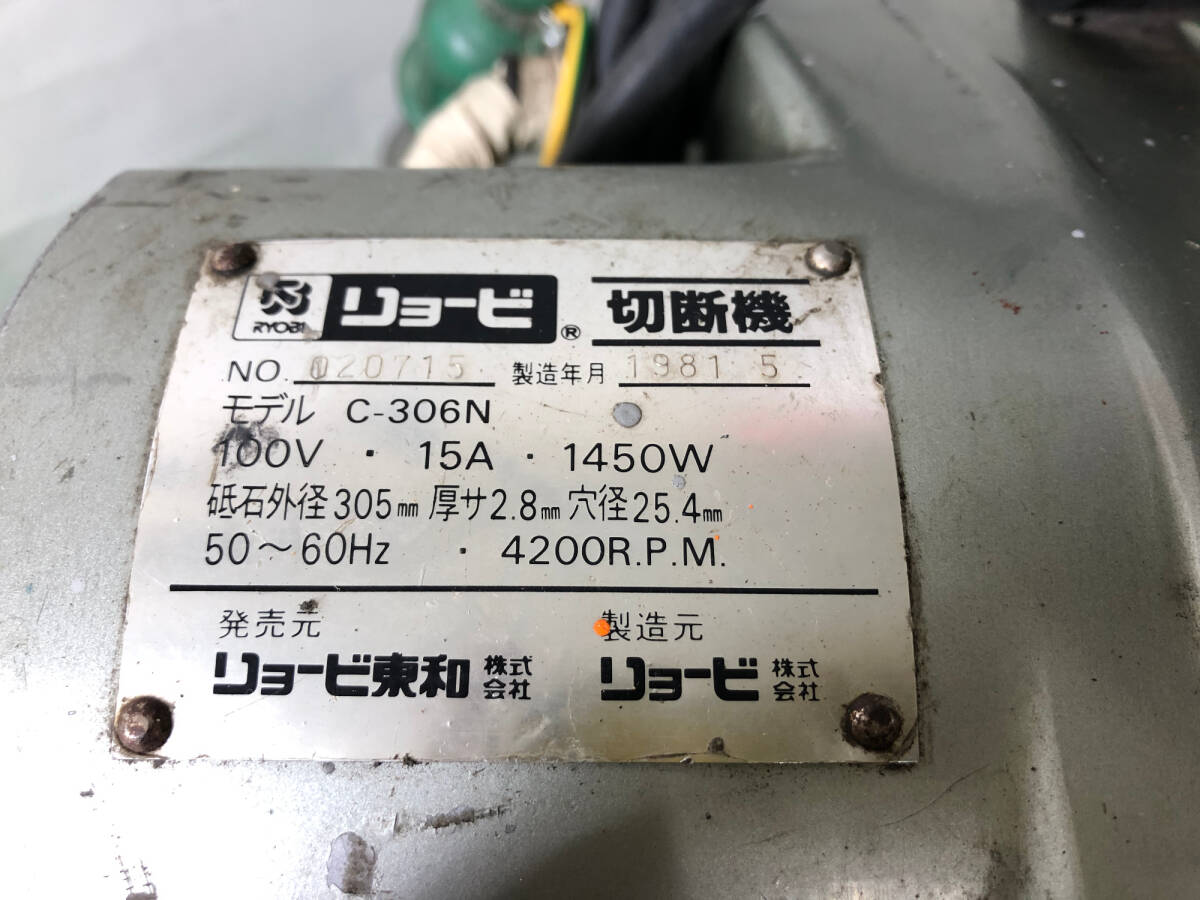 RYOBI リョービ® 切断機
NO. 020715 製造年月 1981 5
モデル C-306N
100V ・ 15A ・ 1450W
砥石外径305mm 厚サ2.8mm 穴径25.4mm
50～60Hz ・ 4200R.P.M.
発売元 製造元
リョービ東和 株式会社 リョービ 株式会社